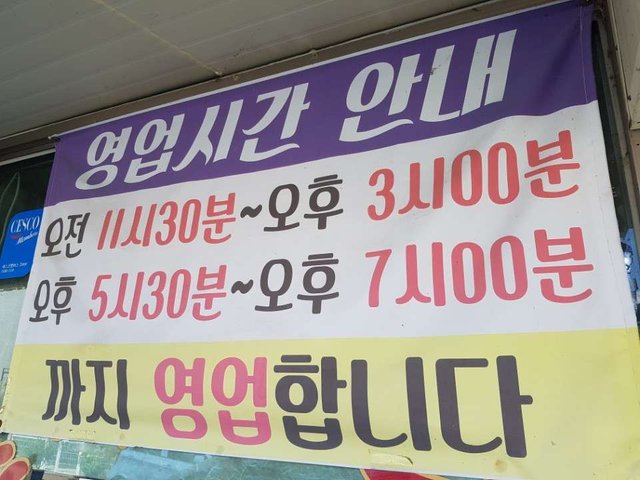 영업시간 안내
오전 11시30분~오후 3시00분
오후 5시30분~오후 7시00분
까지 영업합니다
CESCO
Members